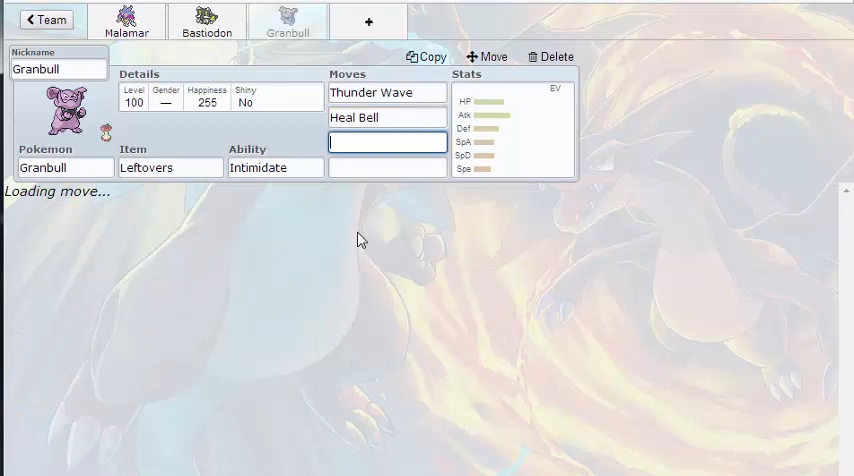 Team
Malamar
Bastiodon
Granbull
+
Copy
Move
Delete
Nickname
Granbull
Details
Level
Gender
Happiness
Shiny
100
—
255
No
Pokemon
Granbull
Item
Leftovers
Ability
Intimidate
Moves
Thunder Wave
Heal Bell
Stats
EV
HP
Atk
Def
SpA
SpD
Spe
Loading move...